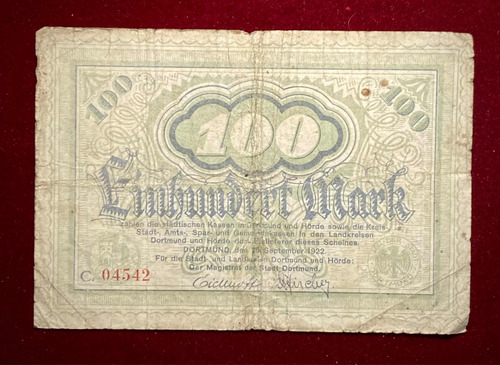 100
100
100
Einhundert Mark
zahlen die städtischen Kassen in Dortmund und Hörde sowie die Kreis-
Stadt-, Amts-, Spar- und Gemeindekassen in den Landkreisen
Dortmund und Hörde dem Einlieferer dieses Scheines.
DORTMUND, den September 1922.
Für die Stadt- und Landkreise Dortmund und Hörde:
Der Magistrat der Stadt Dortmund.
C. 04542